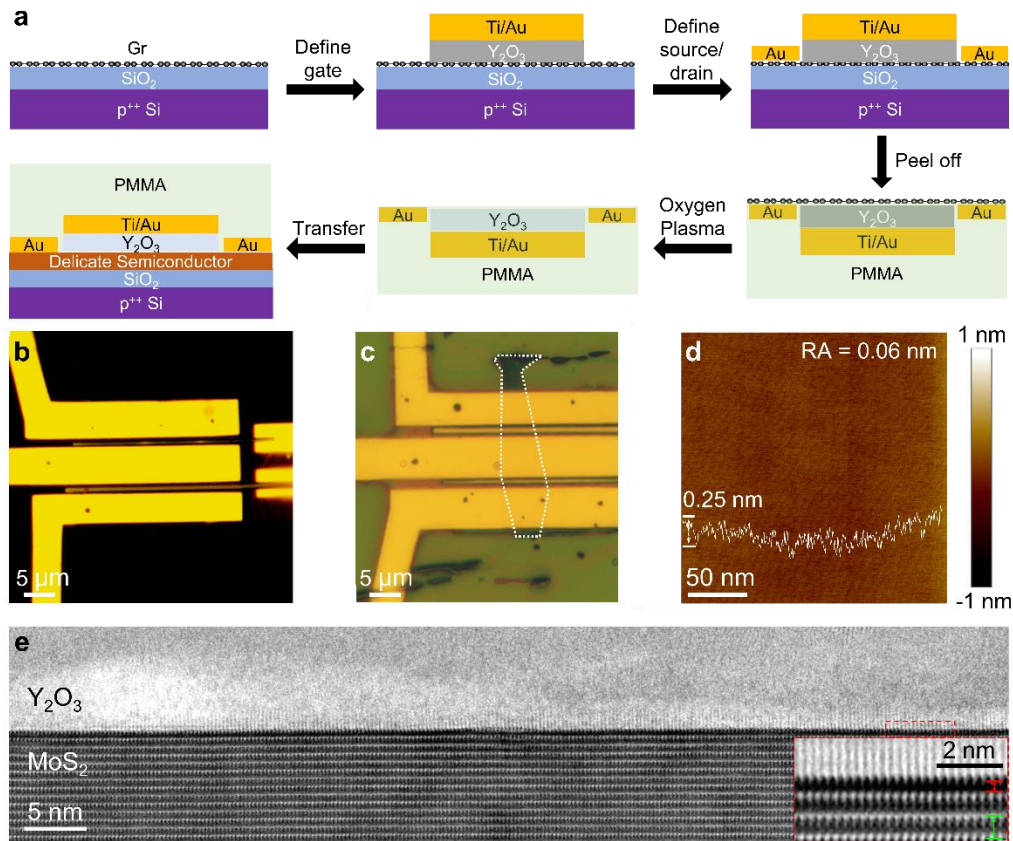 a
Gr
SiO₂
p⁺⁺ Si
Define
gate
Ti/Au
Y₂O₃
SiO₂
p⁺⁺ Si
Define
source/
drain
Ti/Au
Au
Y₂O₃
Au
SiO₂
p⁺⁺ Si
Peel off
Au
Y₂O₃
Au
Ti/Au
PMMA
Oxygen
Plasma
Au
Y₂O₃
Au
Ti/Au
PMMA
Transfer
PMMA
Ti/Au
Au
Y₂O₃
Au
Delicate Semiconductor
SiO₂
p⁺⁺ Si
b
5 μm
c
5 μm
d
RA = 0.06 nm
0.25 nm
50 nm
1 nm
-1 nm
e
Y₂O₃
MoS₂
5 nm
2 nm